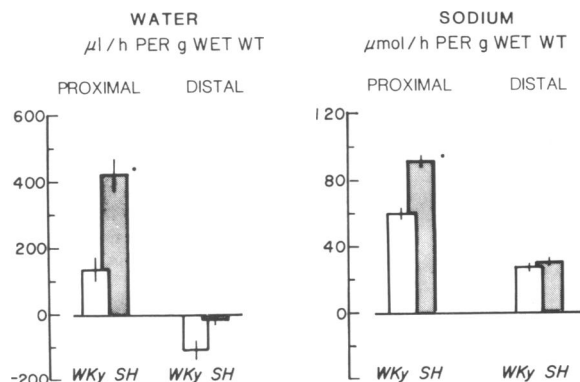 WATER
µl/h PER g WET WT
PROXIMAL DISTAL
600
400
200
0
-200
WKy SH WKy SH
SODIUM
µmol/h PER g WET WT
PROXIMAL DISTAL
120
80
40
0
WKy SH WKy SH